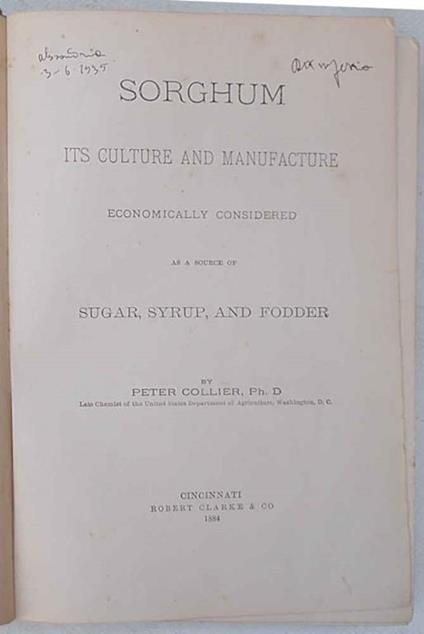 alessandria
3-6 1935
SORGHUM
ITS CULTURE AND MANUFACTURE
ECONOMICALLY CONSIDERED
AS A SOURCE OF
SUGAR, SYRUP, AND FODDER
BY
PETER COLLIER, Ph. D
Late Chemist of the United States Department of Agriculture, Washington, D. C.
CINCINNATI
ROBERT CLARKE & CO
1884